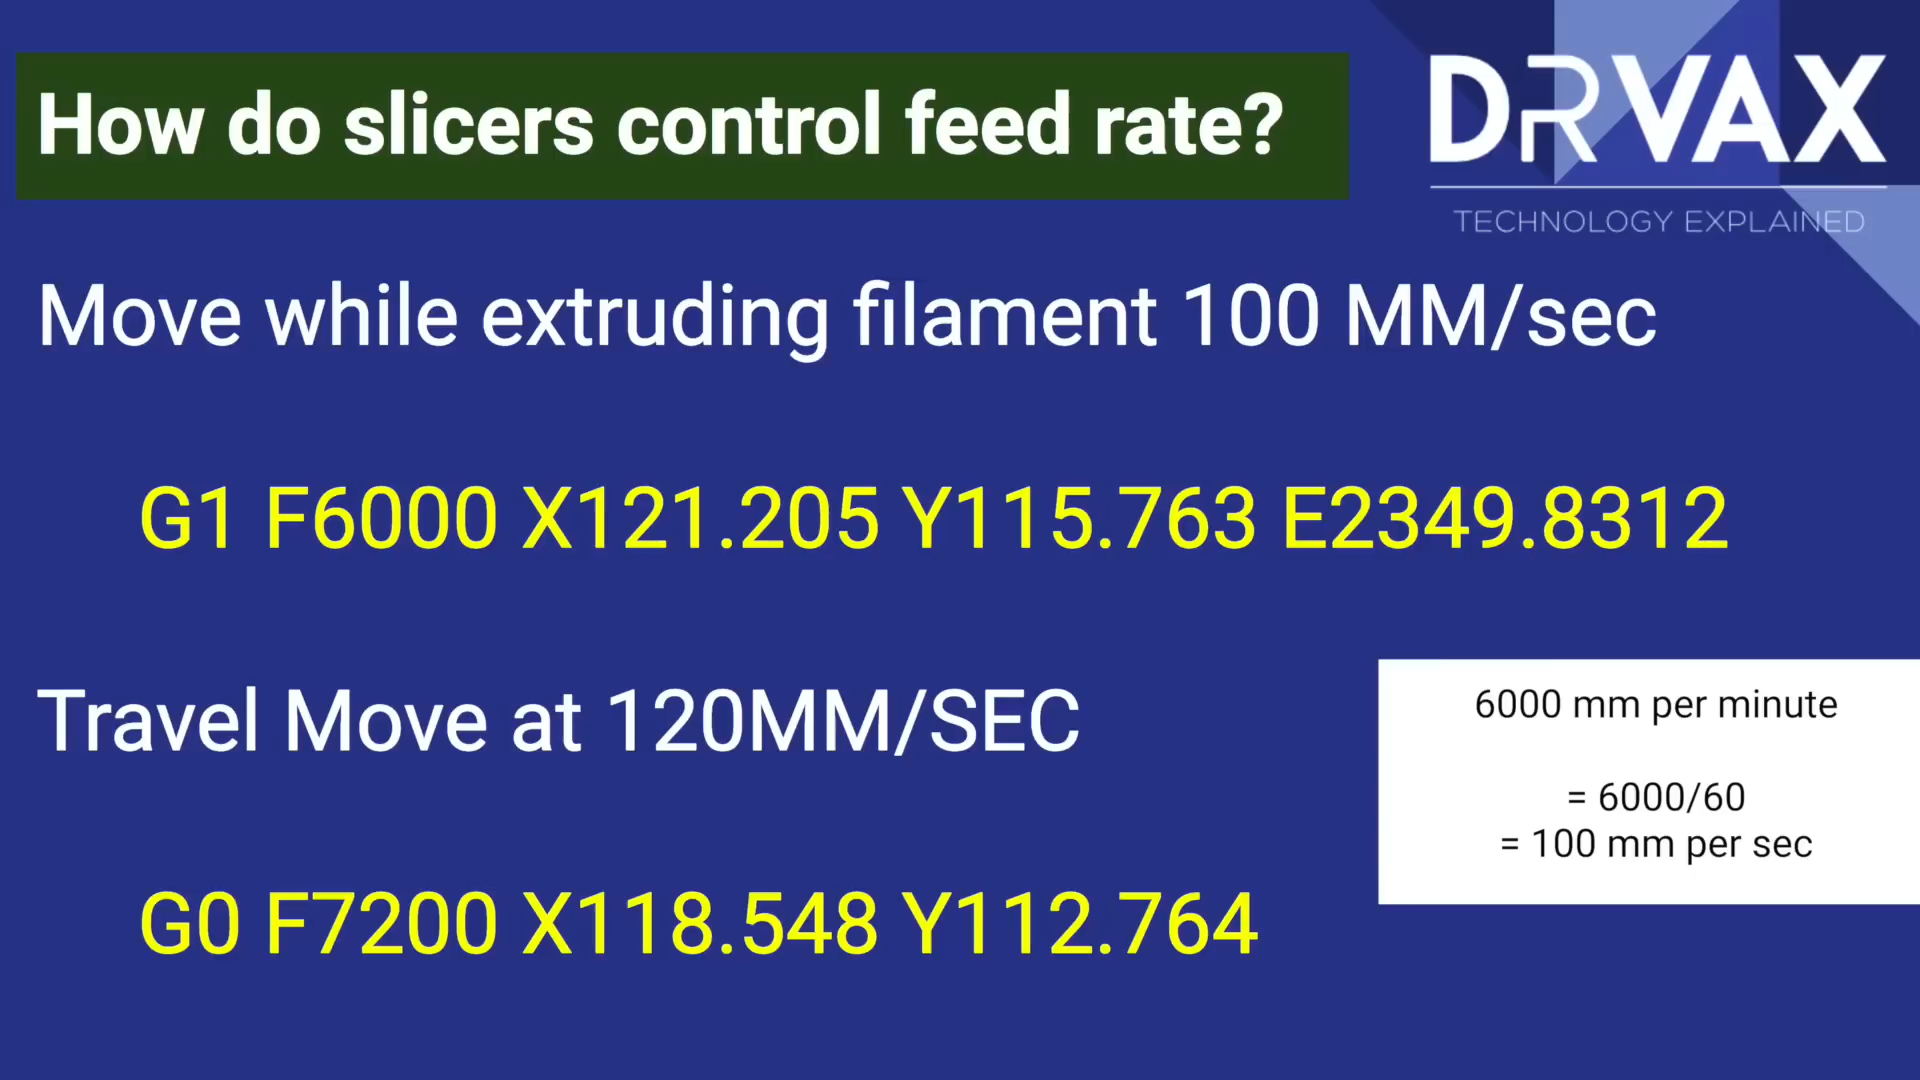 How do slicers control feed rate?
DRVAX
TECHNOLOGY EXPLAINED
Move while extruding filament 100 MM/sec
G1 F6000 X121.205 Y115.763 E2349.8312
Travel Move at 120MM/SEC
6000 mm per minute
= 6000/60
= 100 mm per sec
G0 F7200 X118.548 Y112.764